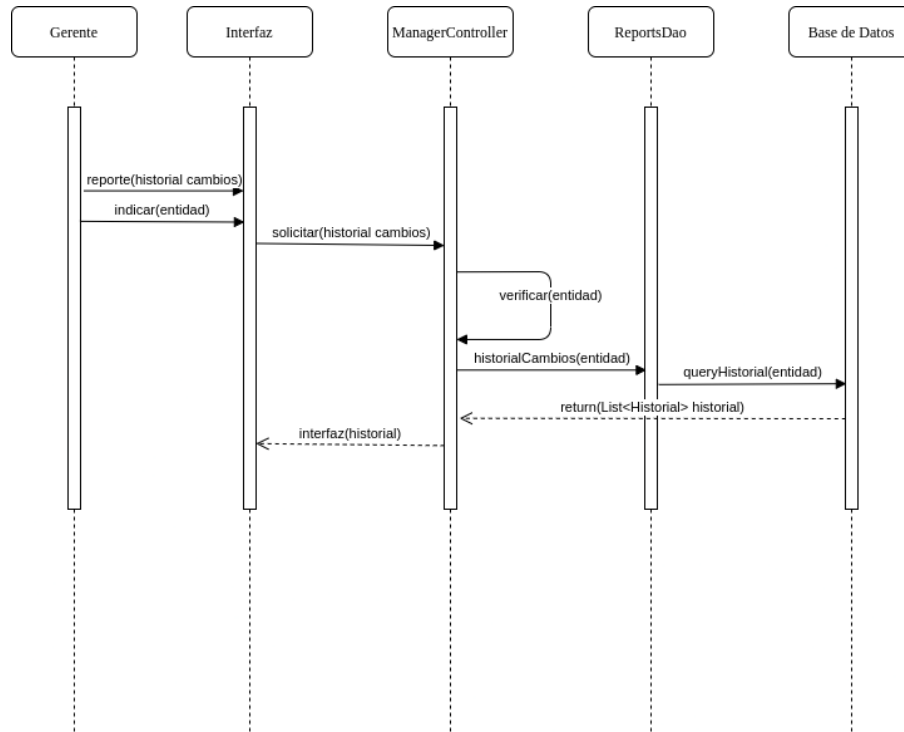 Gerente
Interfaz
ManagerController
ReportsDao
Base de Datos
reporte(historial cambios)
indicar(entidad)
solicitar(historial cambios)
verificar(entidad)
historialCambios(entidad)
queryHistorial(entidad)
return(List<Historial> historial)
interfaz(historial)